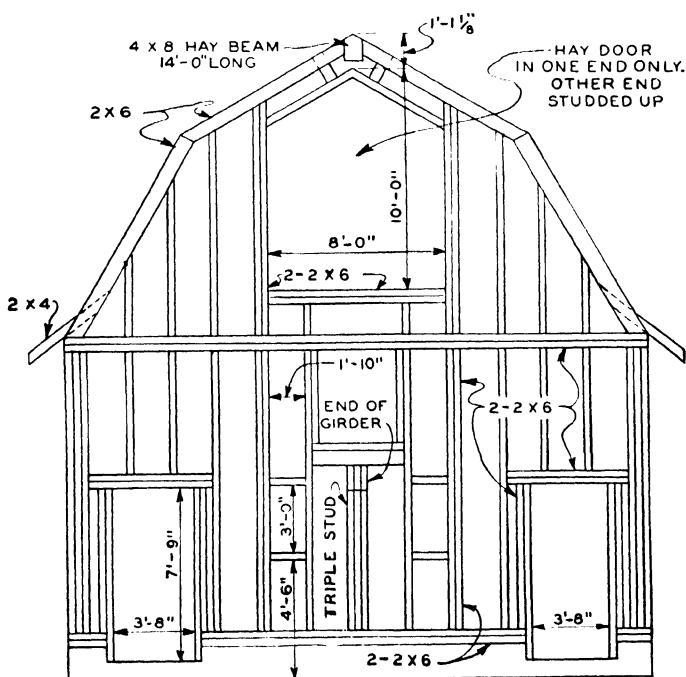 1'-1⅛"
4 X 8 HAY BEAM
14'-0" LONG
HAY DOOR
IN ONE END ONLY.
OTHER END
STUDDED UP
2 X 6
10'-0"
8'-0"
2-2 X 6
2 X 4
1'-10"
END OF
GIRDER
2-2 X 6
TRIPLE STUD
3'-0"
7'-9"
4'-6"
3'-8"
3'-8"
2-2 X 6